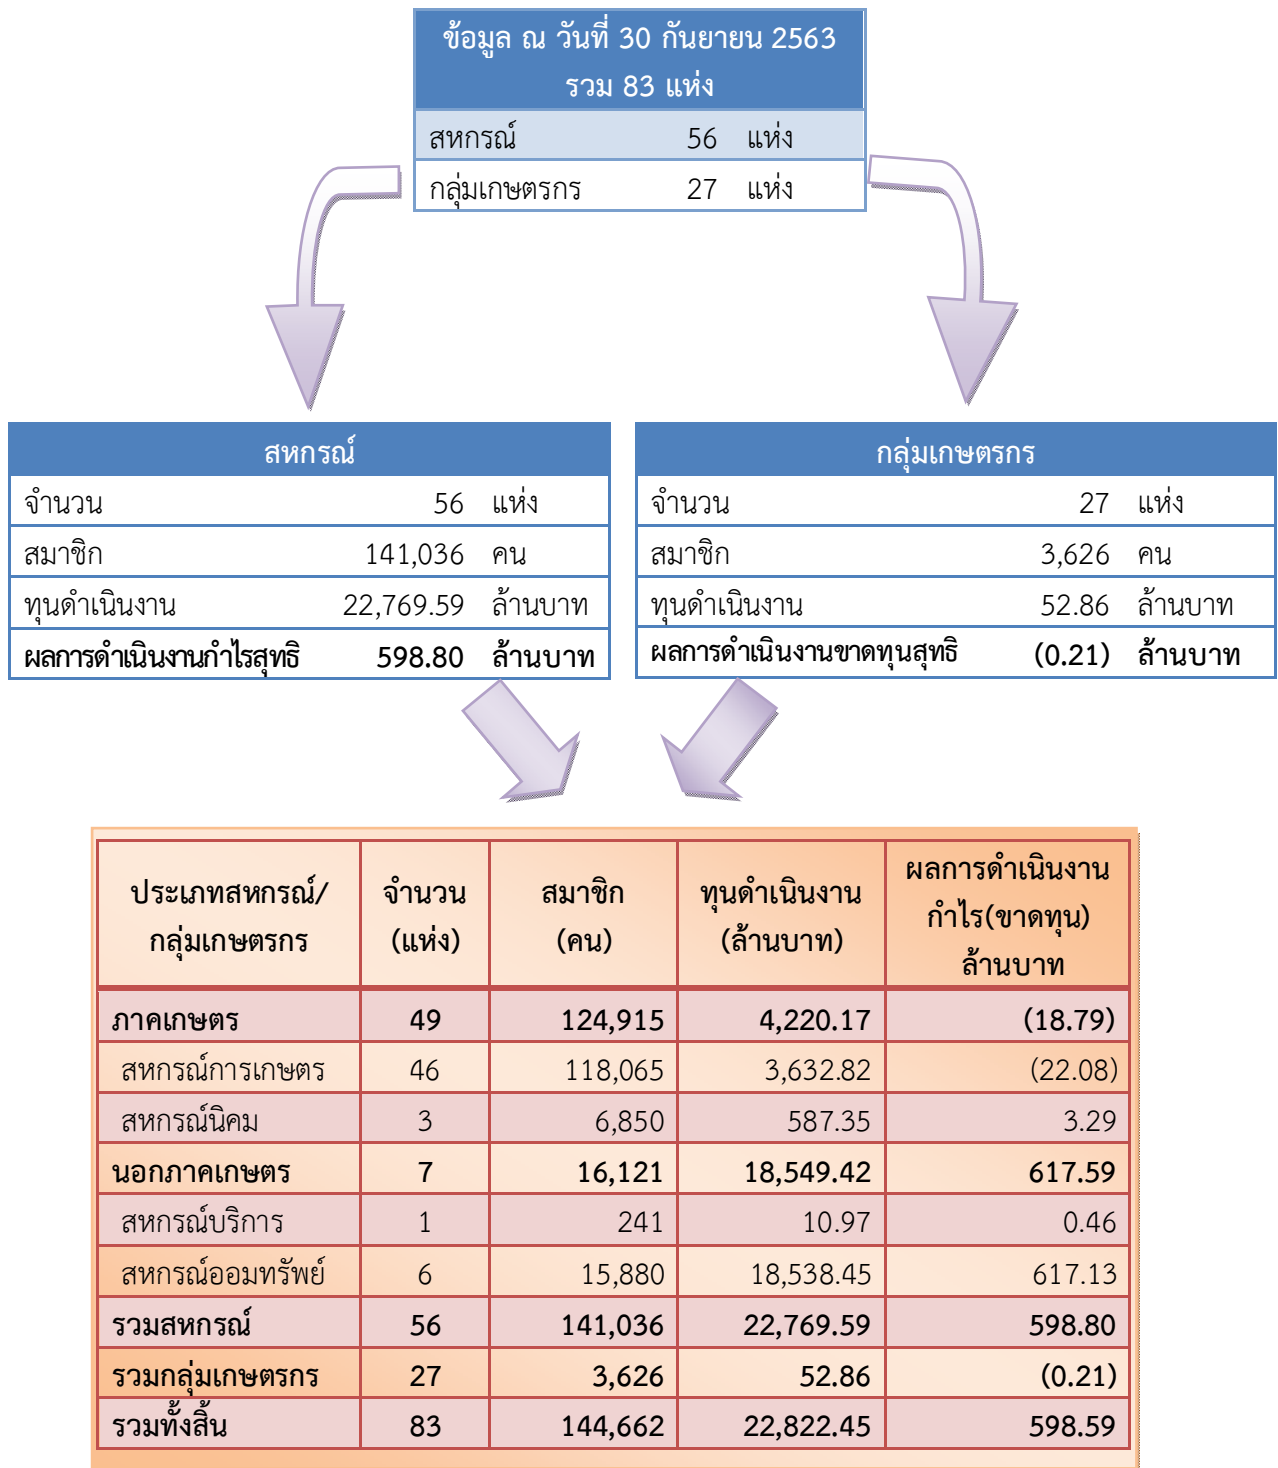 ข้อมูล ณ วันที่ 30 กันยายน 2563
รวม 83 แห่ง
สหกรณ์ 56 แห่ง
กลุ่มเกษตรกร 27 แห่ง
สหกรณ์
จำนวน 56 แห่ง
สมาชิก 141,036 คน
ทุนดำเนินงาน 22,769.59 ล้านบาท
ผลการดำเนินงานกำไรสุทธิ 598.80 ล้านบาท
กลุ่มเกษตรกร
จำนวน 27 แห่ง
สมาชิก 3,626 คน
ทุนดำเนินงาน 52.86 ล้านบาท
ผลการดำเนินงานขาดทุนสุทธิ (0.21) ล้านบาท
ประเภทสหกรณ์/
กลุ่มเกษตรกร
จำนวน
(แห่ง)
สมาชิก
(คน)
ทุนดำเนินงาน
(ล้านบาท)
ผลการดำเนินงาน
กำไร(ขาดทุน)
ล้านบาท
ภาคเกษตร 49 124,915 4,220.17 (18.79)
สหกรณ์การเกษตร 46 118,065 3,632.82 (22.08)
สหกรณ์นิคม 3 6,850 587.35 3.29
นอกภาคเกษตร 7 16,121 18,549.42 617.59
สหกรณ์บริการ 1 241 10.97 0.46
สหกรณ์ออมทรัพย์ 6 15,880 18,538.45 617.13
รวมสหกรณ์ 56 141,036 22,769.59 598.80
รวมกลุ่มเกษตรกร 27 3,626 52.86 (0.21)
รวมทั้งสิ้น 83 144,662 22,822.45 598.59